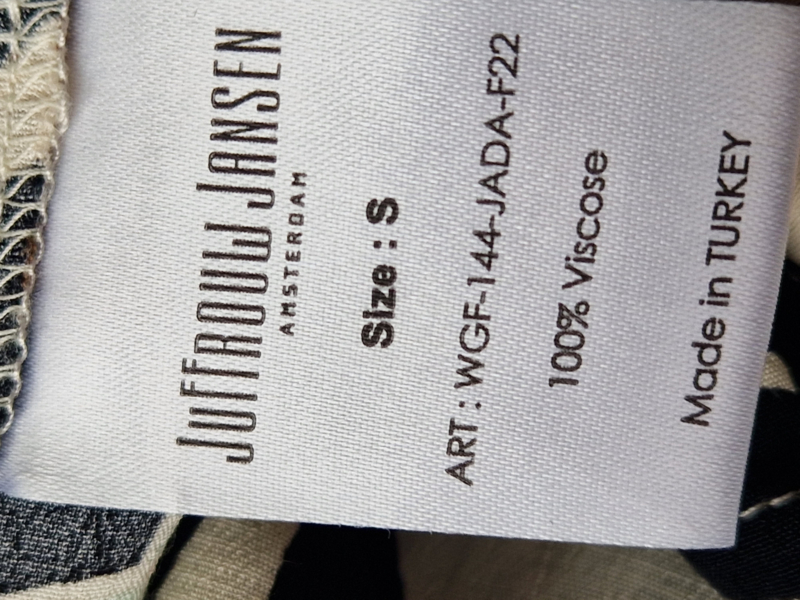 JUFFROUW JANSEN
AMSTERDAM
Size : S
ART : WGF-144-JADA-F22
100% Viscose
Made in TURKEY